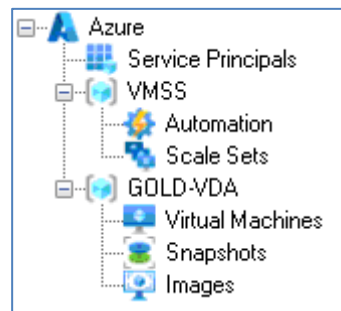 Azure
Service Principals
VMSS
Automation
Scale Sets
GOLD-VDA
Virtual Machines
Snapshots
Images